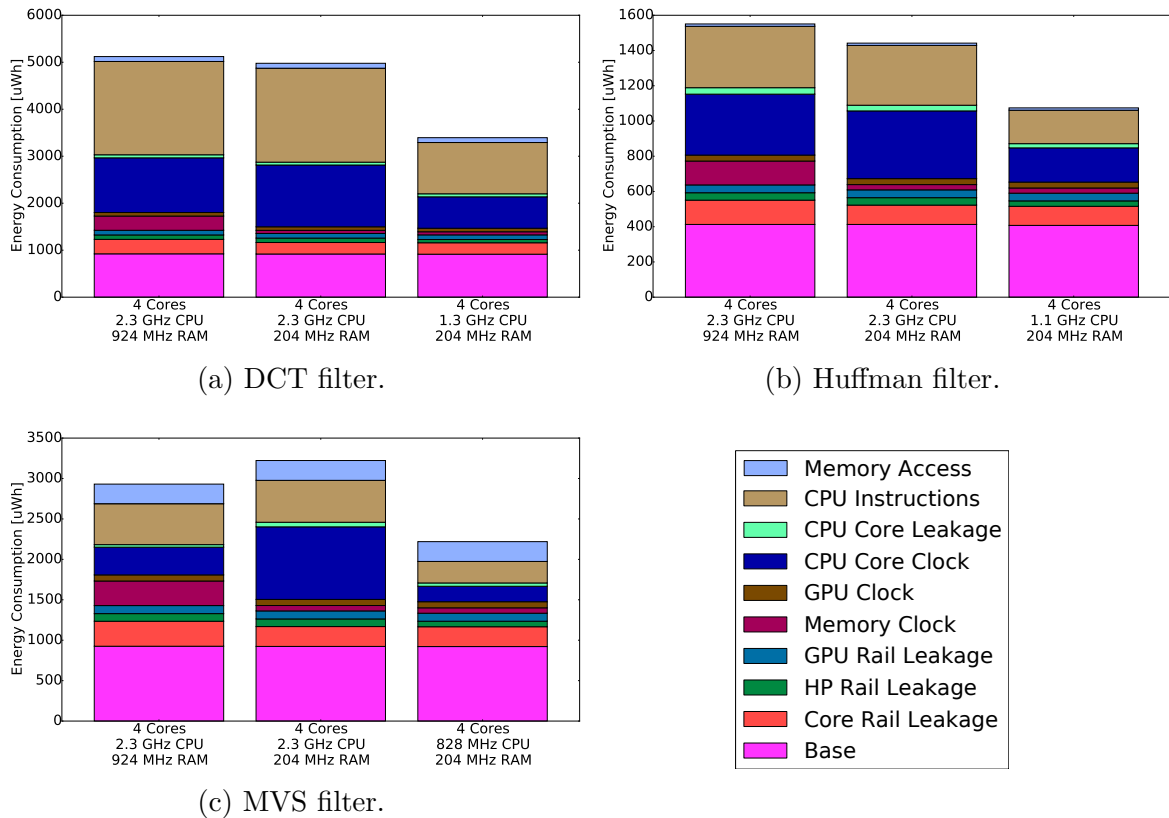 6000
5000
4000
3000
2000
1000
0
Energy Consumption [uWh]
4 Cores
2.3 GHz CPU
924 MHz RAM
4 Cores
2.3 GHz CPU
204 MHz RAM
4 Cores
1.3 GHz CPU
204 MHz RAM
(a) DCT filter.
1600
1400
1200
1000
800
600
400
200
0
Energy Consumption [uWh]
4 Cores
2.3 GHz CPU
924 MHz RAM
4 Cores
2.3 GHz CPU
204 MHz RAM
4 Cores
1.1 GHz CPU
204 MHz RAM
(b) Huffman filter.
3500
3000
2500
2000
1500
1000
500
0
Energy Consumption [uWh]
4 Cores
2.3 GHz CPU
924 MHz RAM
4 Cores
2.3 GHz CPU
204 MHz RAM
4 Cores
828 MHz CPU
204 MHz RAM
(c) MVS filter.
Memory Access
CPU Instructions
CPU Core Leakage
CPU Core Clock
GPU Clock
Memory Clock
GPU Rail Leakage
HP Rail Leakage
Core Rail Leakage
Base